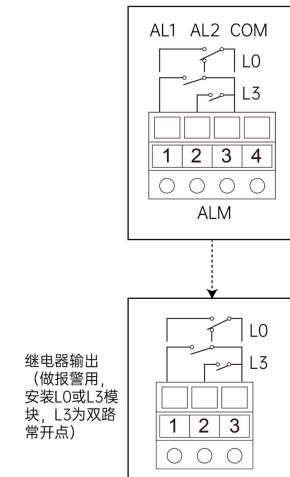 AL1 AL2 COM
L0
L3
1 2 3 4
ALM
L0
L3
继电器输出
（做报警用，
安装L0或L3模
块，L3为双路
常开点）
1 2 3